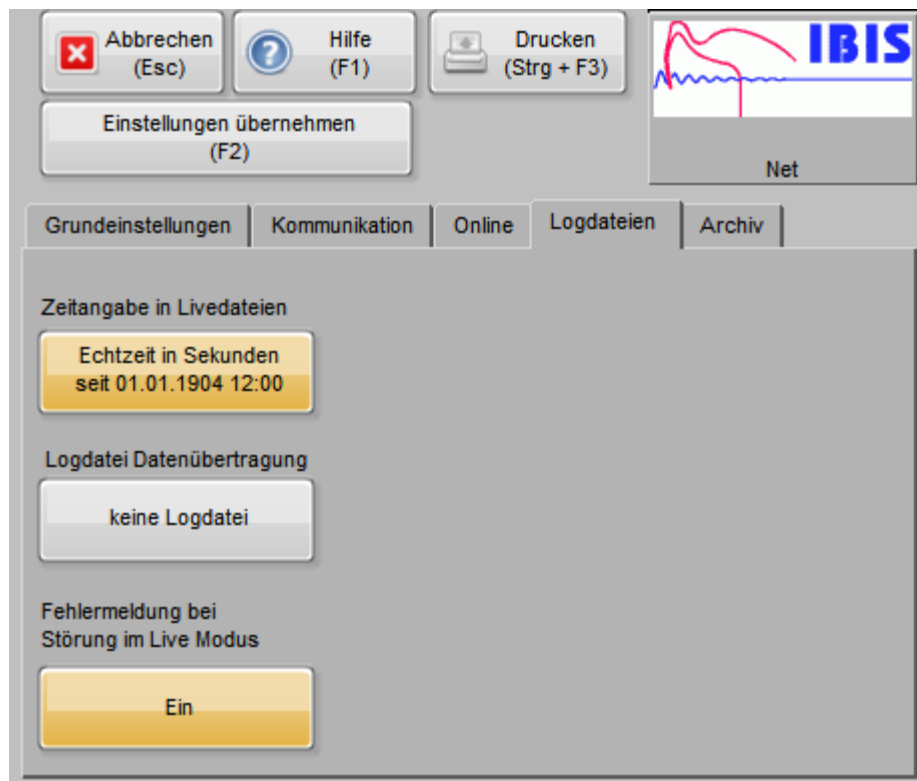 Abbrechen
(Esc)
Hilfe
(F1)
Drucken
(Strg + F3)
IBIS
Net
Einstellungen übernehmen
(F2)
Grundeinstellungen
Kommunikation
Online
Logdateien
Archiv
Zeitangabe in Livedateien
Echtzeit in Sekunden
seit 01.01.1904 12:00
Logdatei Datenübertragung
keine Logdatei
Fehlermeldung bei
Störung im Live Modus
Ein